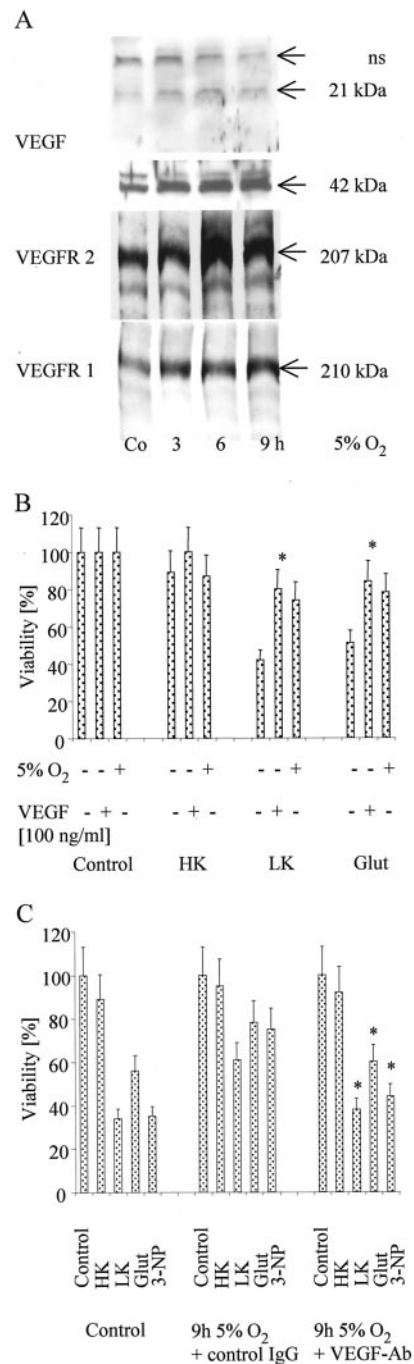 A
ns
21 kDa
VEGF
42 kDa
VEGFR 2
207 kDa
VEGFR 1
210 kDa
Co 3 6 9 h 5% O₂
B
120
100
80
60
40
20
0
Viability [%]
* *
5% O₂ - - + - - + - - + - - +
VEGF - + - - + - - + - - + -
[100 ng/ml]
Control HK LK Glut
C
120
100
80
60
40
20
0
Viability [%]
* * *
Control HK LK Glut 3-NP Control HK LK Glut 3-NP Control HK LK Glut 3-NP
Control 9h 5% O₂ 9h 5% O₂
+ control IgG + VEGF-Ab